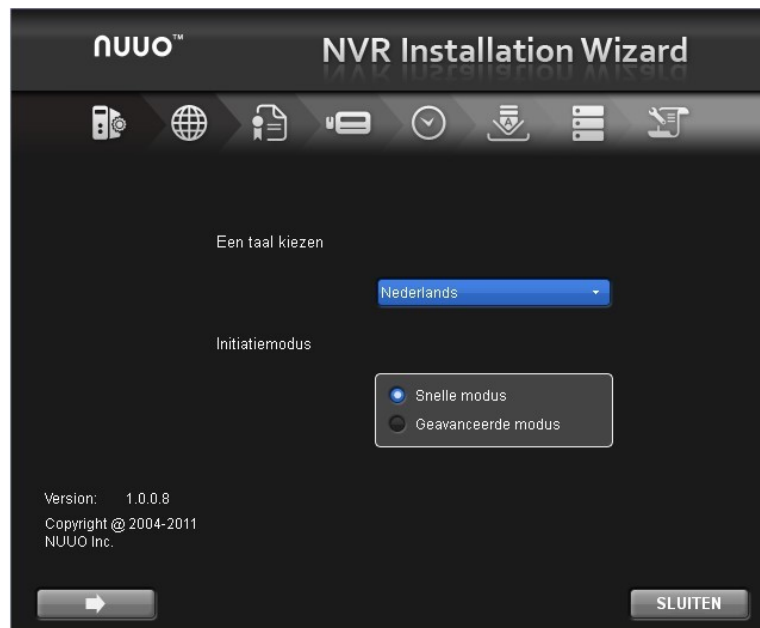 NUUO™
NVR Installation Wizard
Een taal kiezen
Nederlands
Initiatiemodus
Snelle modus
Geavanceerde modus
Version: 1.0.0.8
Copyright @ 2004-2011
NUUO Inc.
SLUITEN